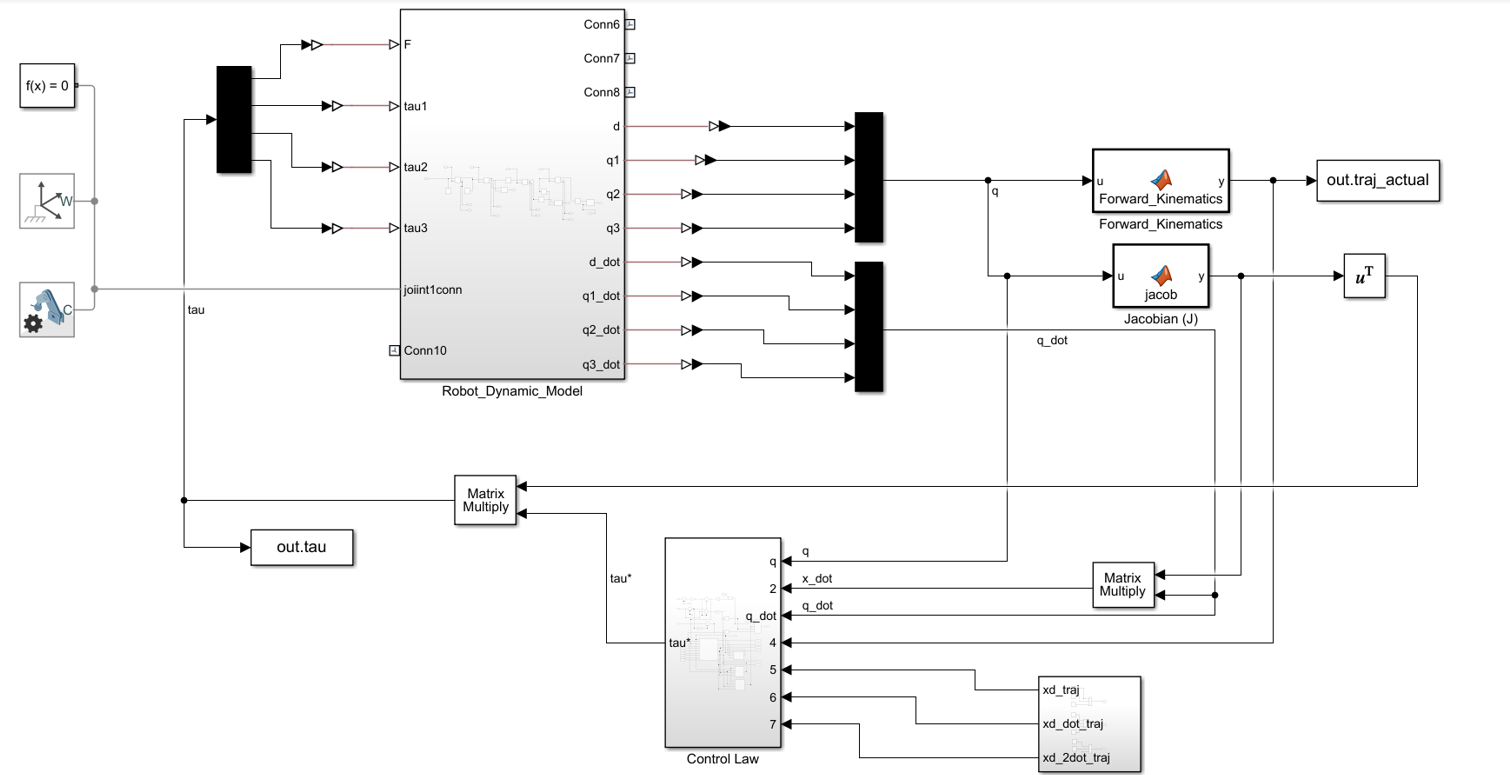 f(x) = 0
W
C
F
tau1
tau2
tau3
joiint1conn
Conn10
Conn6
Conn7
Conn8
d
q1
q2
q3
d_dot
q1_dot
q2_dot
q3_dot
Robot_Dynamic_Model
q
u
y
Forward_Kinematics
Forward_Kinematics
out.traj_actual
u
y
jacob
Jacobian (J)
uT
q_dot
tau
Matrix
Multiply
out.tau
tau*
q
2
q_dot
4
5
6
7
tau*
Control Law
q
x_dot
q_dot
Matrix
Multiply
xd_traj
xd_dot_traj
xd_2dot_traj